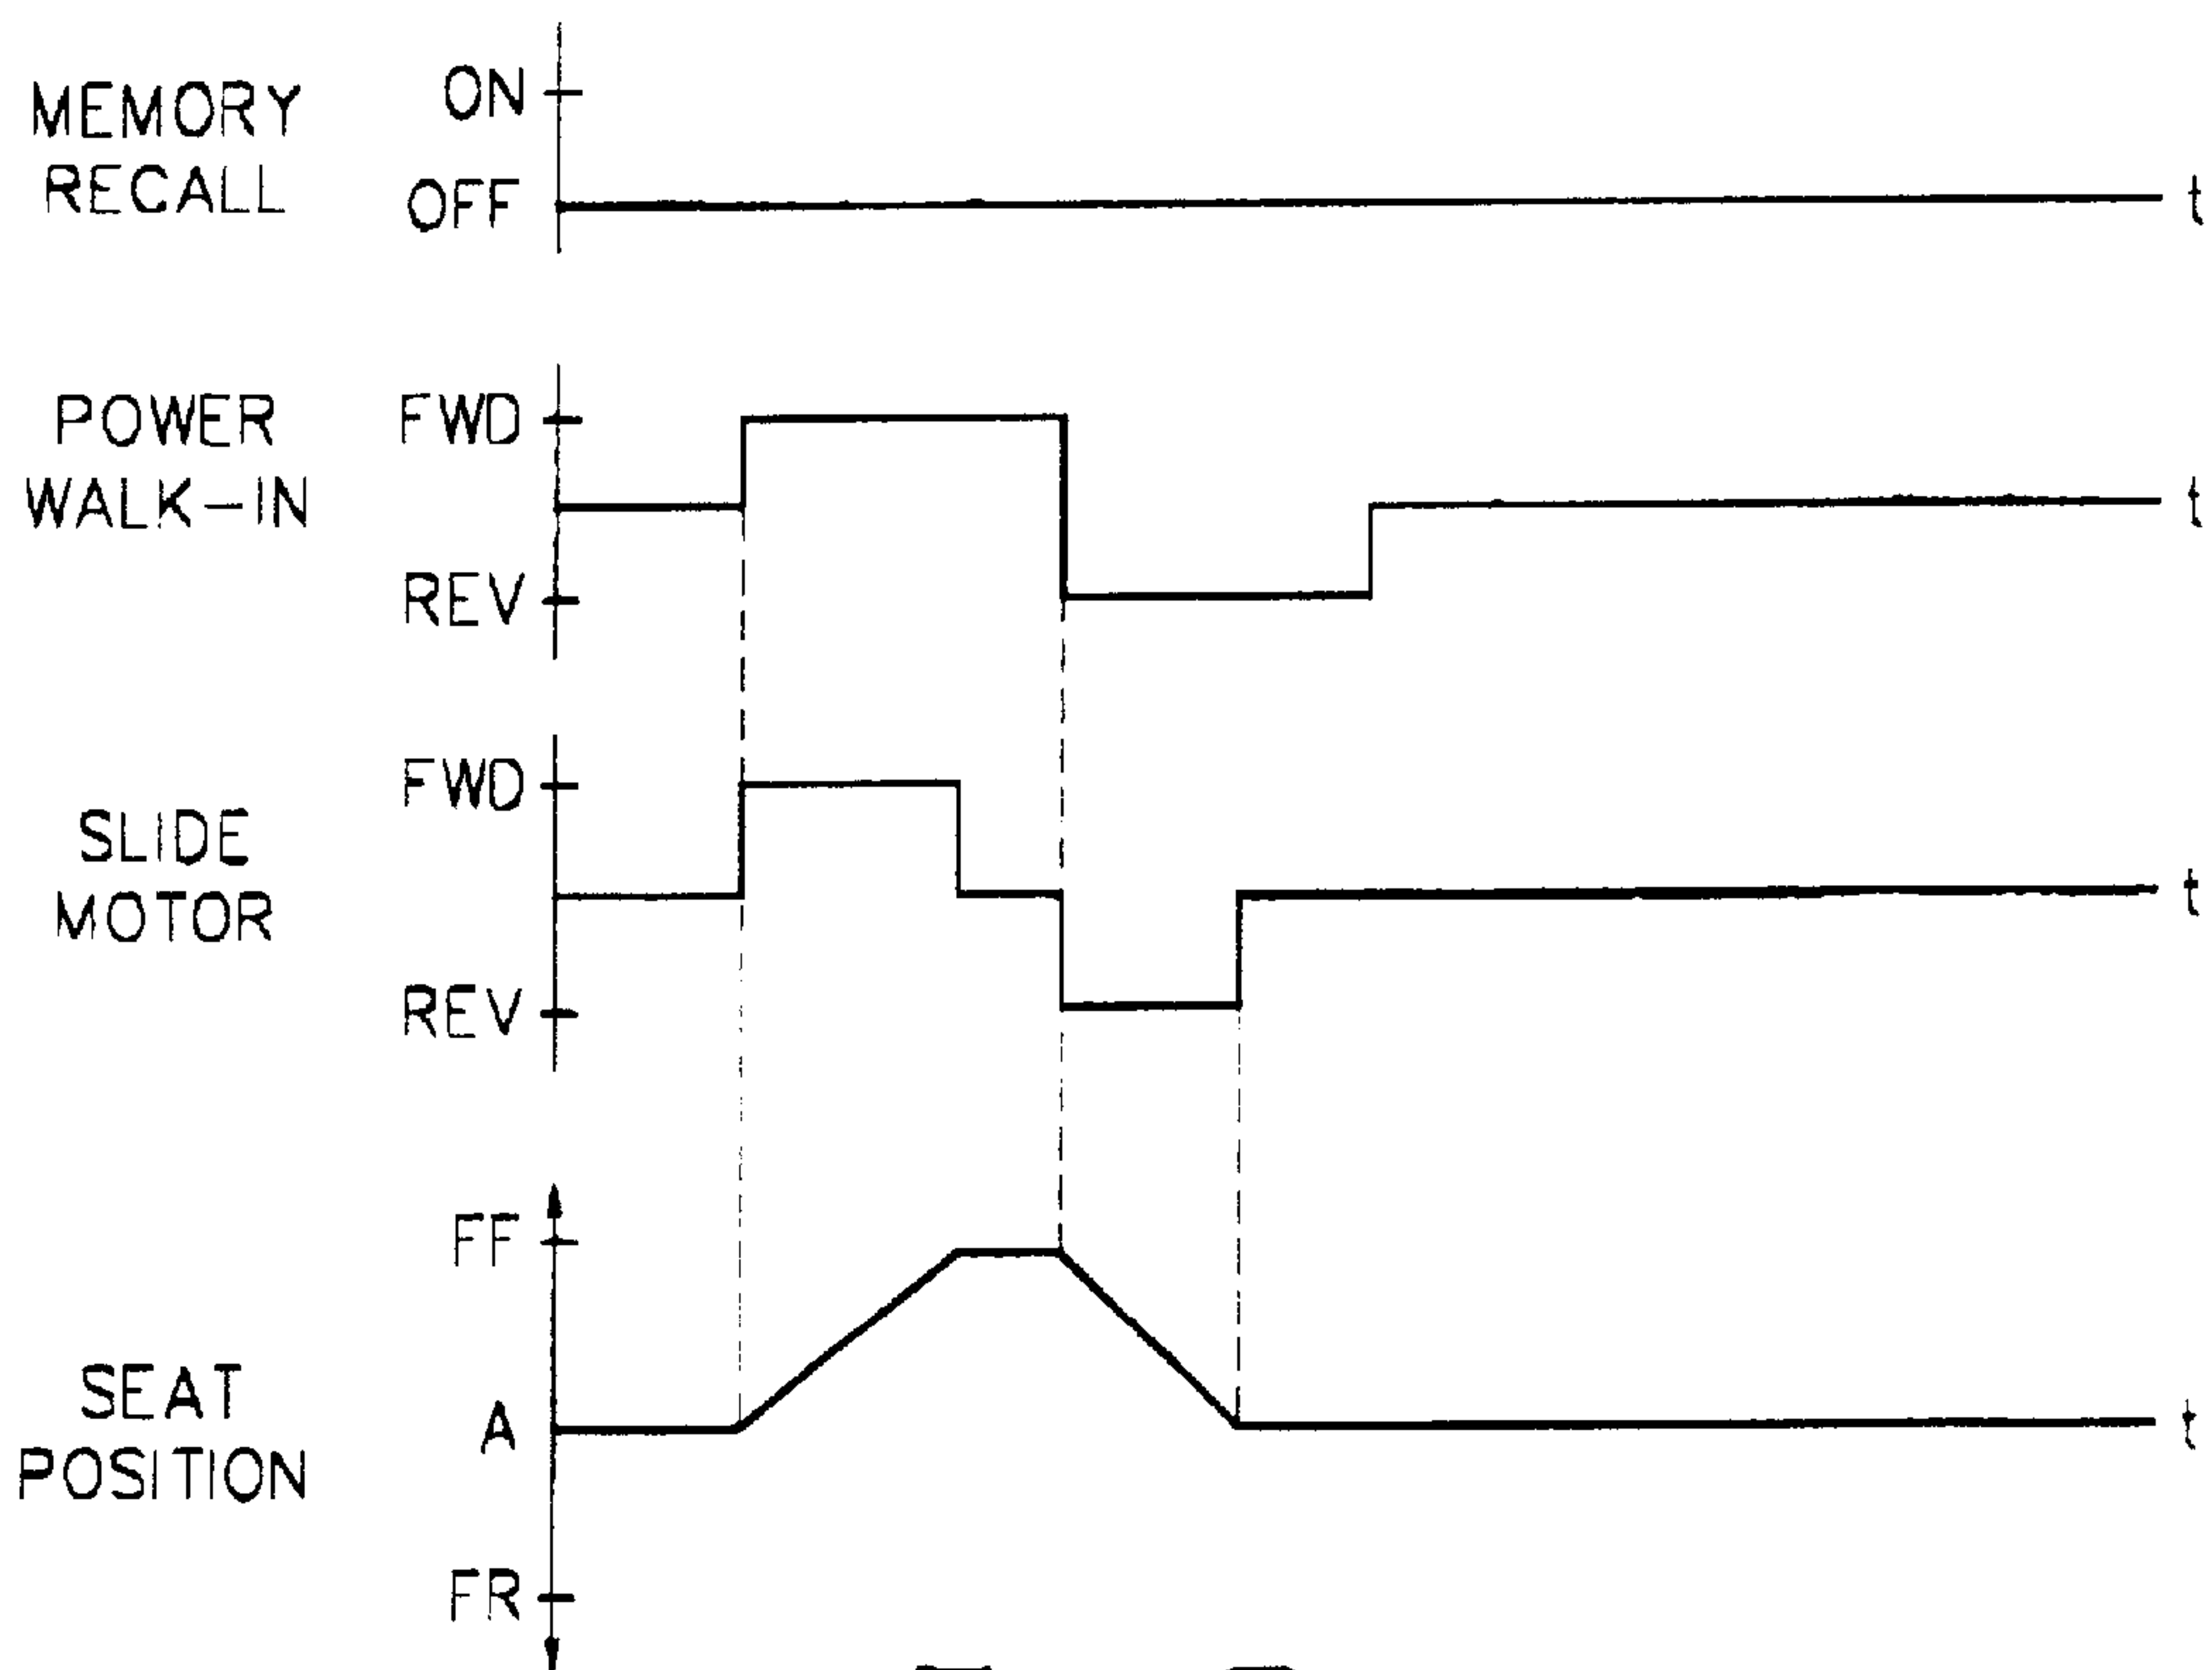 MEMORY
RECALL
ON
OFF
t
POWER
WALK-IN
FWD
REV
t
SLIDE
MOTOR
FWD
REV
t
SEAT
POSITION
FF
A
FR
t